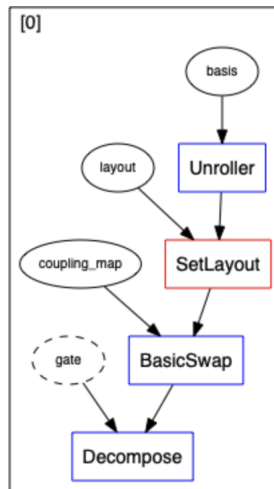 [0]
basis
Unroller
layout
SetLayout
coupling_map
BasicSwap
gate
Decompose